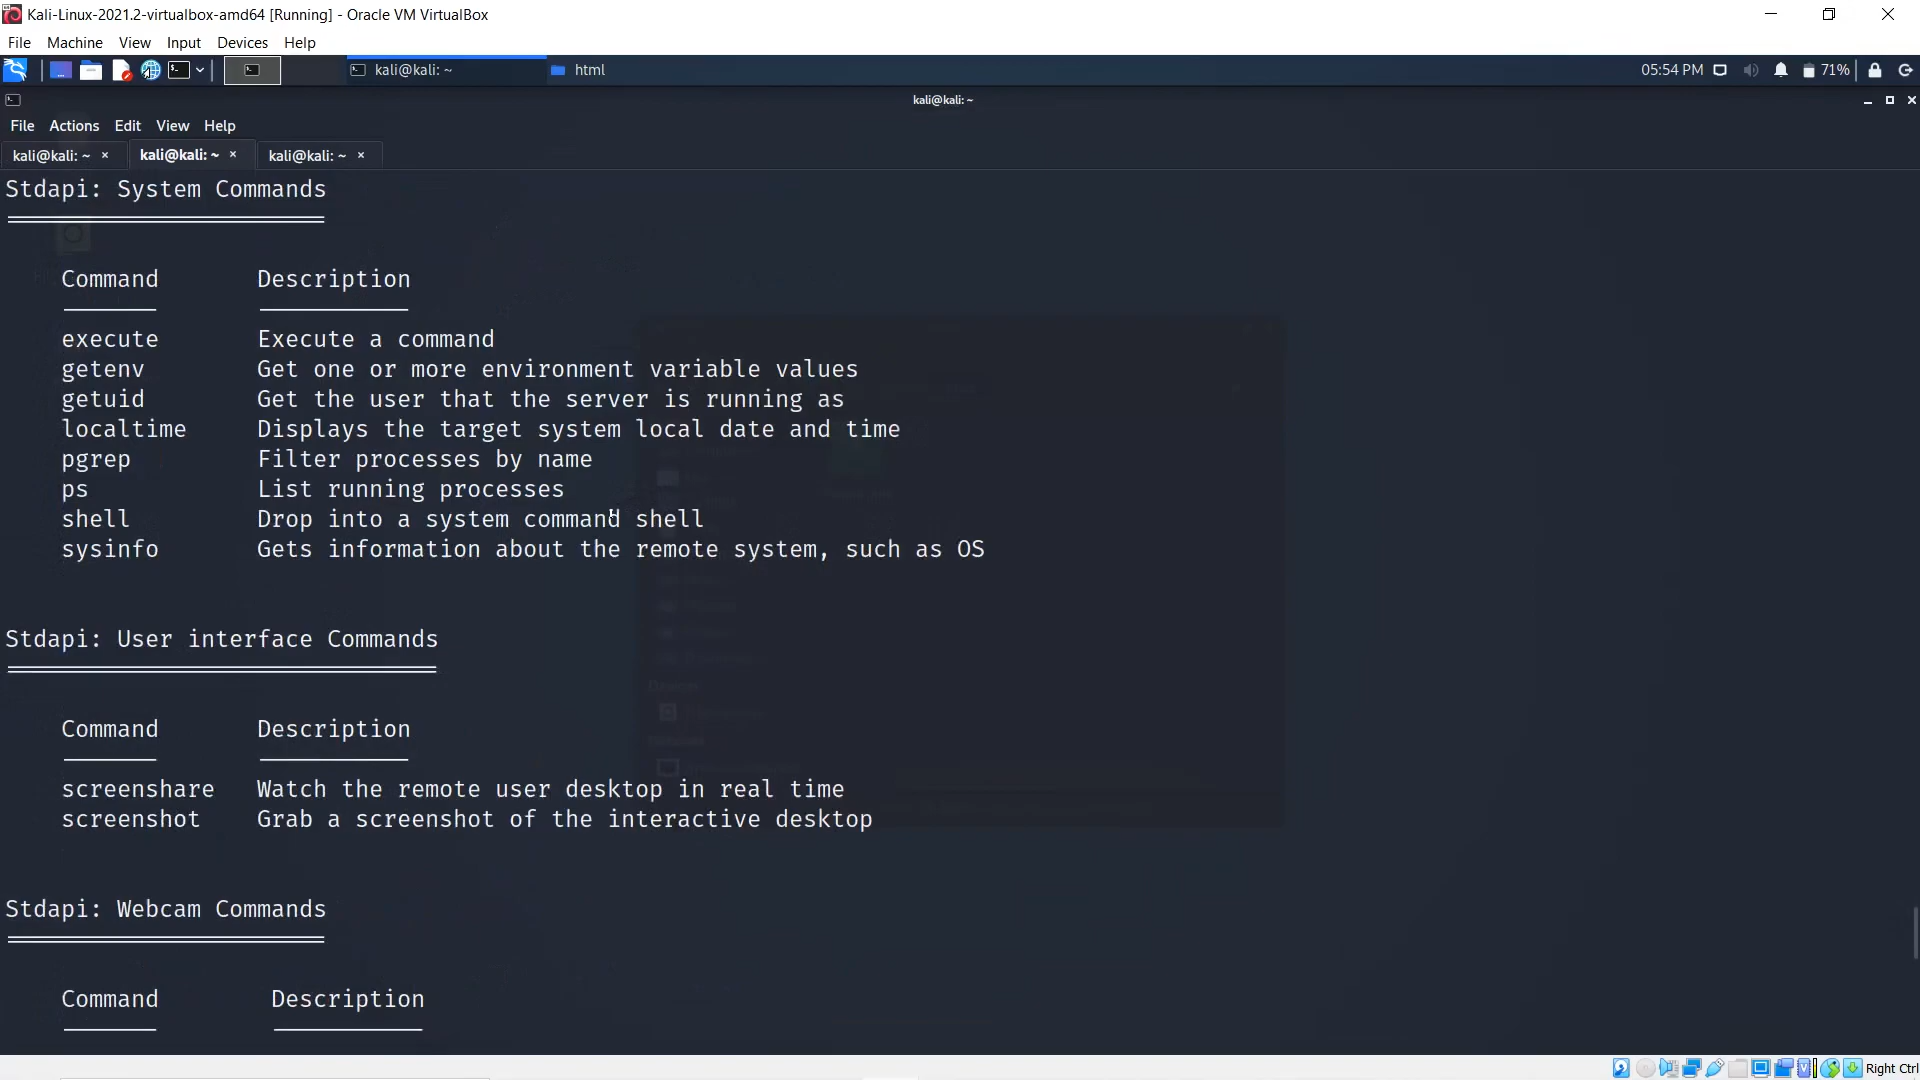 Kali-Linux-2021.2-virtualbox-amd64 [Running] - Oracle VM VirtualBox
File Machine View Input Devices Help
kali@kali: ~ html 05:54 PM 71%
kali@kali: ~
File Actions Edit View Help
kali@kali: ~ × kali@kali: ~ × kali@kali: ~ ×
Stdapi: System Commands
Command Description
execute Execute a command
getenv Get one or more environment variable values
getuid Get the user that the server is running as
localtime Displays the target system local date and time
pgrep Filter processes by name
ps List running processes
shell Drop into a system command shell
sysinfo Gets information about the remote system, such as OS
Stdapi: User interface Commands
Command Description
screenshare Watch the remote user desktop in real time
screenshot Grab a screenshot of the interactive desktop
Stdapi: Webcam Commands
Command Description
Right Ctrl